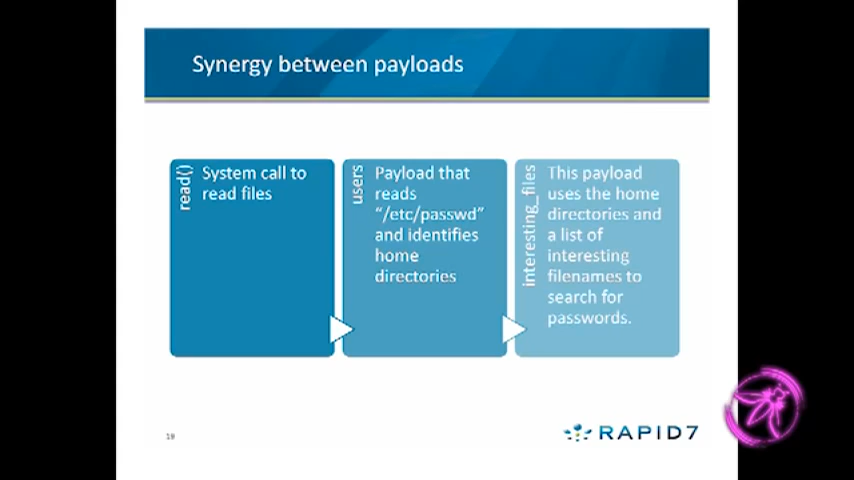 Synergy between payloads
read()
System call to
read files
users
Payload that
reads
“/etc/passwd”
and identifies
home
directories
interesting_files
This payload
uses the home
directories and
a list of
interesting
filenames to
search for
passwords.
19
RAPID7